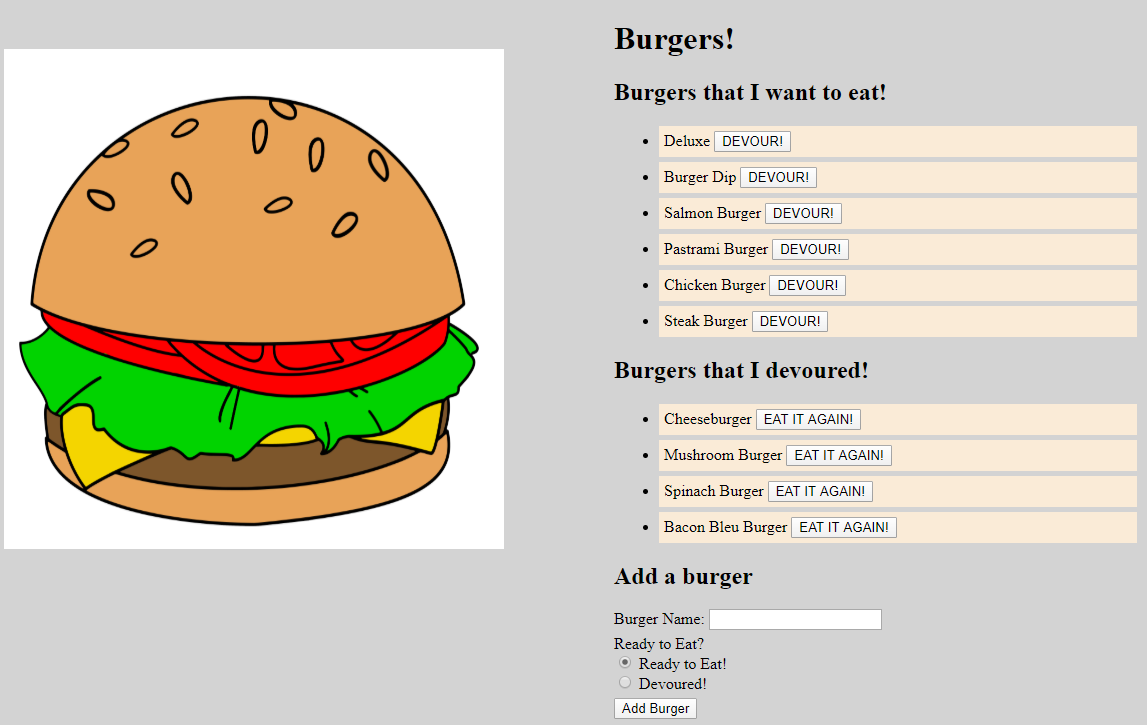 Burgers!
Burgers that I want to eat!
Deluxe DEVOUR!
Burger Dip DEVOUR!
Salmon Burger DEVOUR!
Pastrami Burger DEVOUR!
Chicken Burger DEVOUR!
Steak Burger DEVOUR!
Burgers that I devoured!
Cheeseburger EAT IT AGAIN!
Mushroom Burger EAT IT AGAIN!
Spinach Burger EAT IT AGAIN!
Bacon Bleu Burger EAT IT AGAIN!
Add a burger
Burger Name:
Ready to Eat?
Ready to Eat!
Devoured!
Add Burger